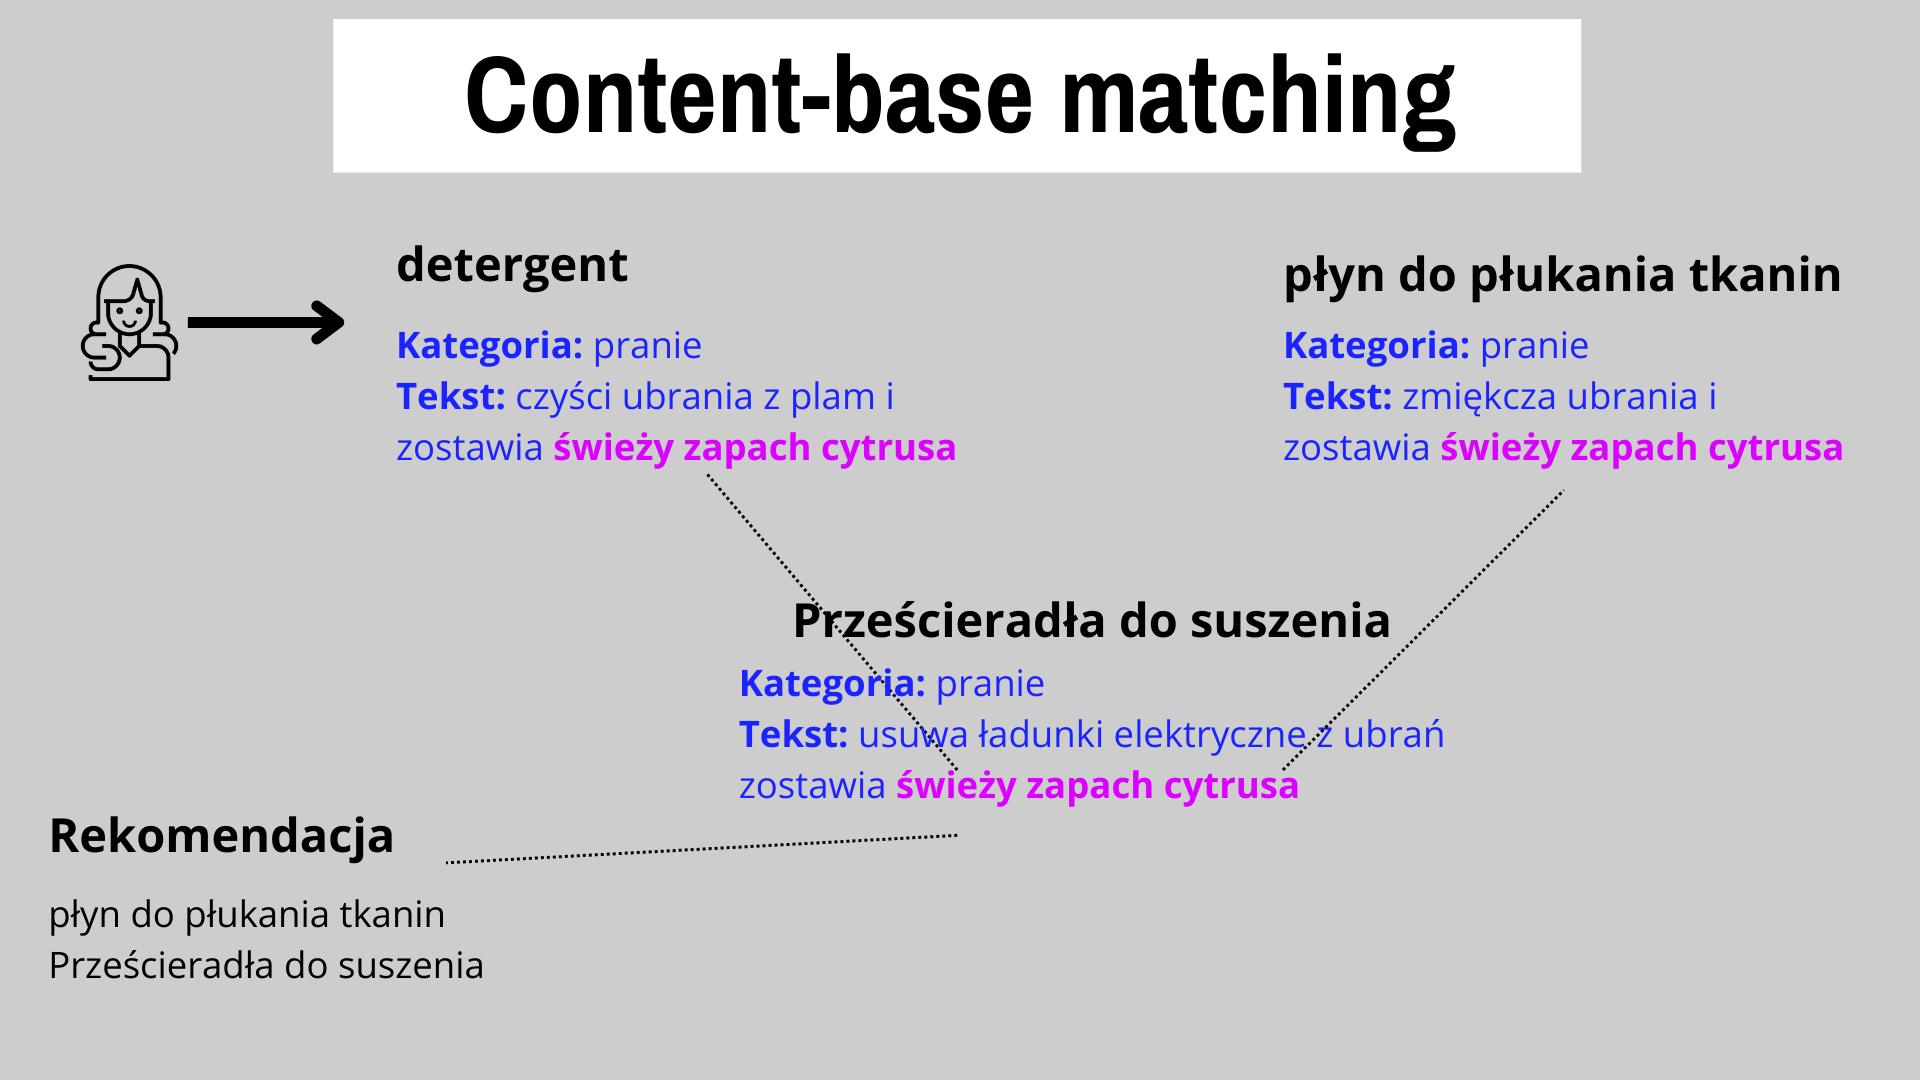 Content-base matching
detergent
Kategoria: pranie
Tekst: czyści ubrania z plam i
zostawia świeży zapach cytrusa
płyn do płukania tkanin
Kategoria: pranie
Tekst: zmiękcza ubrania i
zostawia świeży zapach cytrusa
Prześcieradła do suszenia
Kategoria: pranie
Tekst: usuwa ładunki elektryczne z ubrań
zostawia świeży zapach cytrusa
Rekomendacja
płyn do płukania tkanin
Prześcieradła do suszenia